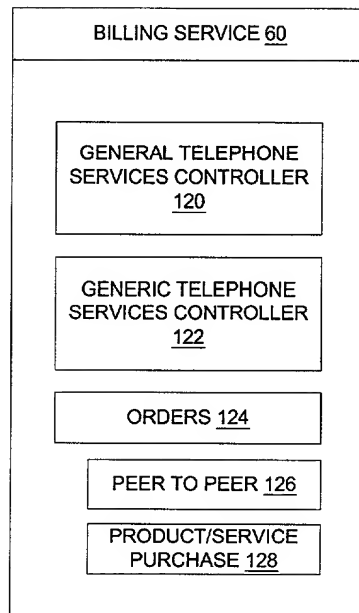 BILLING SERVICE 60
GENERAL TELEPHONE
SERVICES CONTROLLER
120
GENERIC TELEPHONE
SERVICES CONTROLLER
122
ORDERS 124
PEER TO PEER 126
PRODUCT/SERVICE
PURCHASE 128